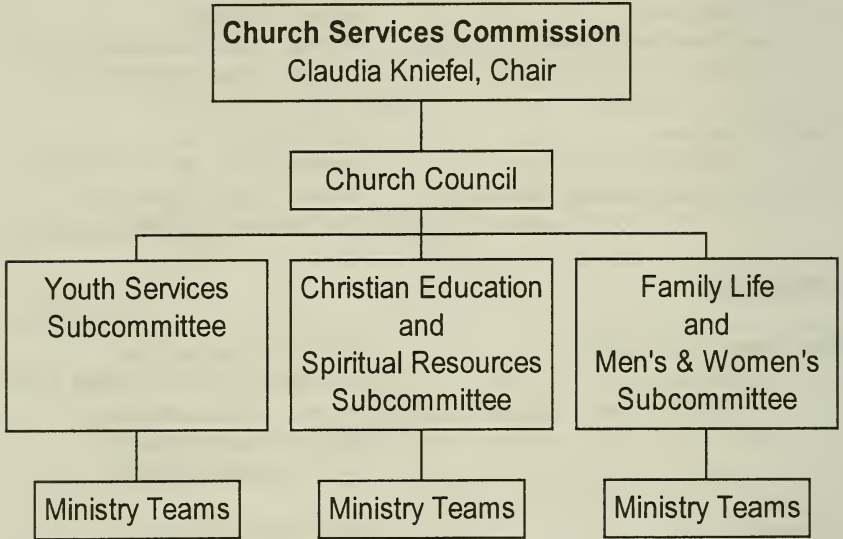 Church Services Commission
Claudia Kniefel, Chair
Church Council
Youth Services
Subcommittee
Christian Education
and
Spiritual Resources
Subcommittee
Family Life
and
Men's & Women's
Subcommittee
Ministry Teams
Ministry Teams
Ministry Teams